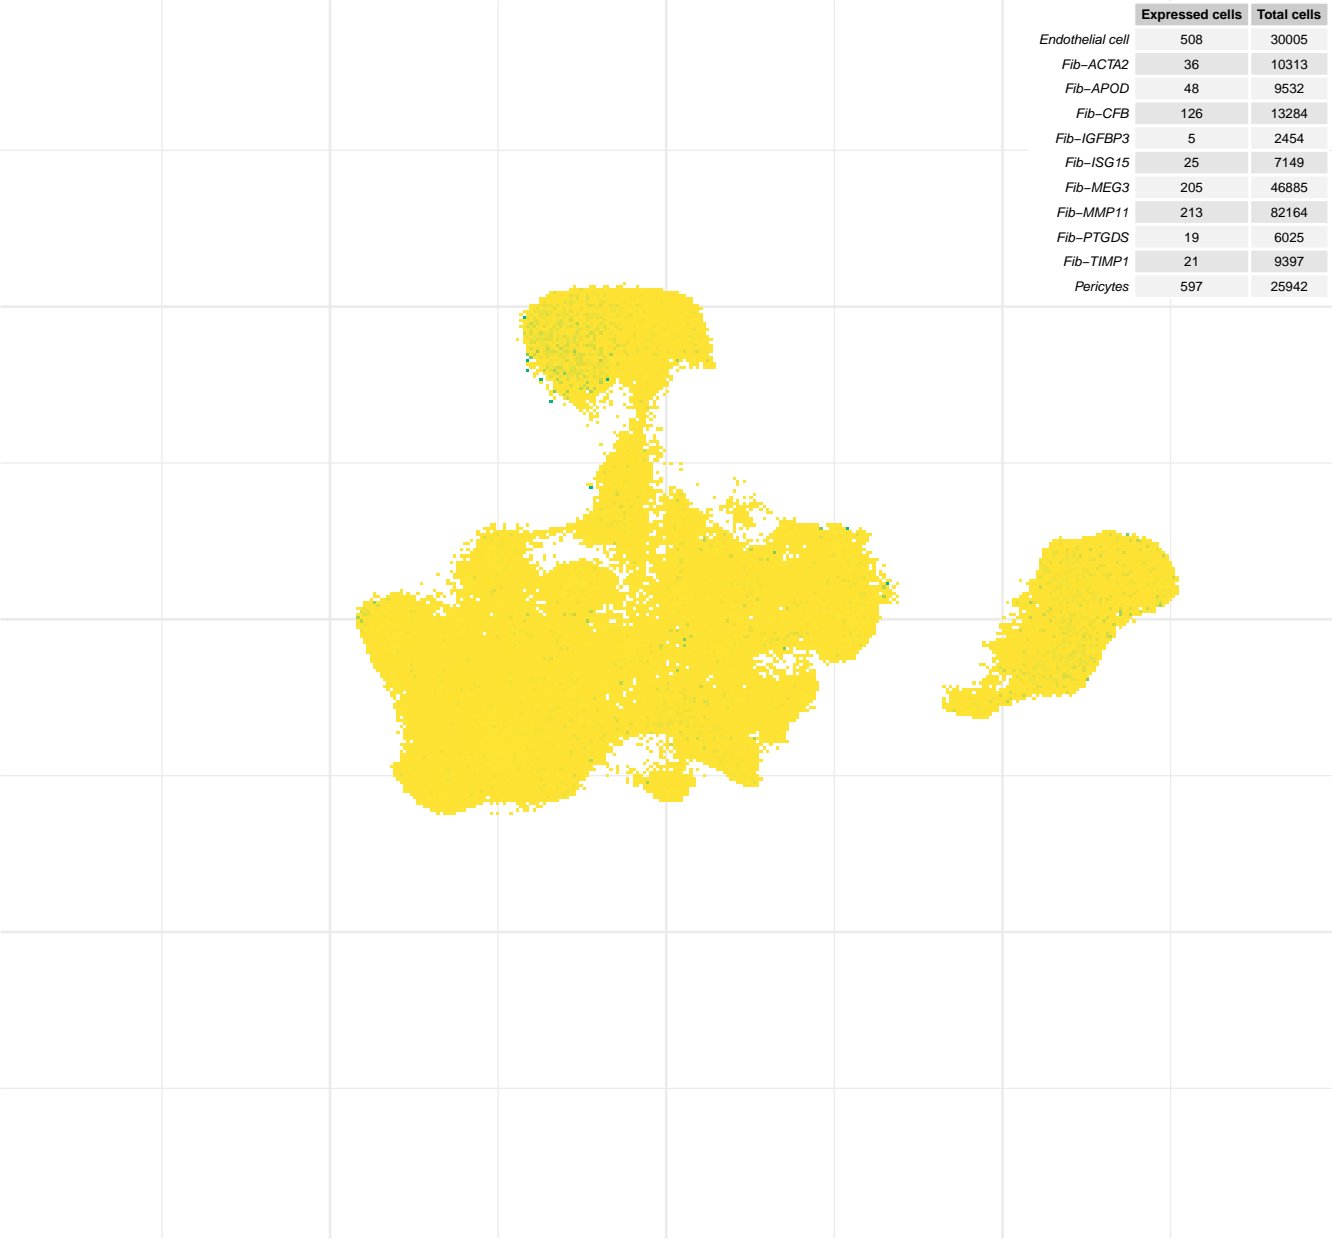 Expressed cells Total cells
Endothelial cell 508 30005
Fib−ACTA2 36 10313
Fib−APOD 48 9532
Fib−CFB 126 13284
Fib−IGFBP3 5 2454
Fib−ISG15 25 7149
Fib−MEG3 205 46885
Fib−MMP11 213 82164
Fib−PTGDS 19 6025
Fib−TIMP1 21 9397
Pericytes 597 25942